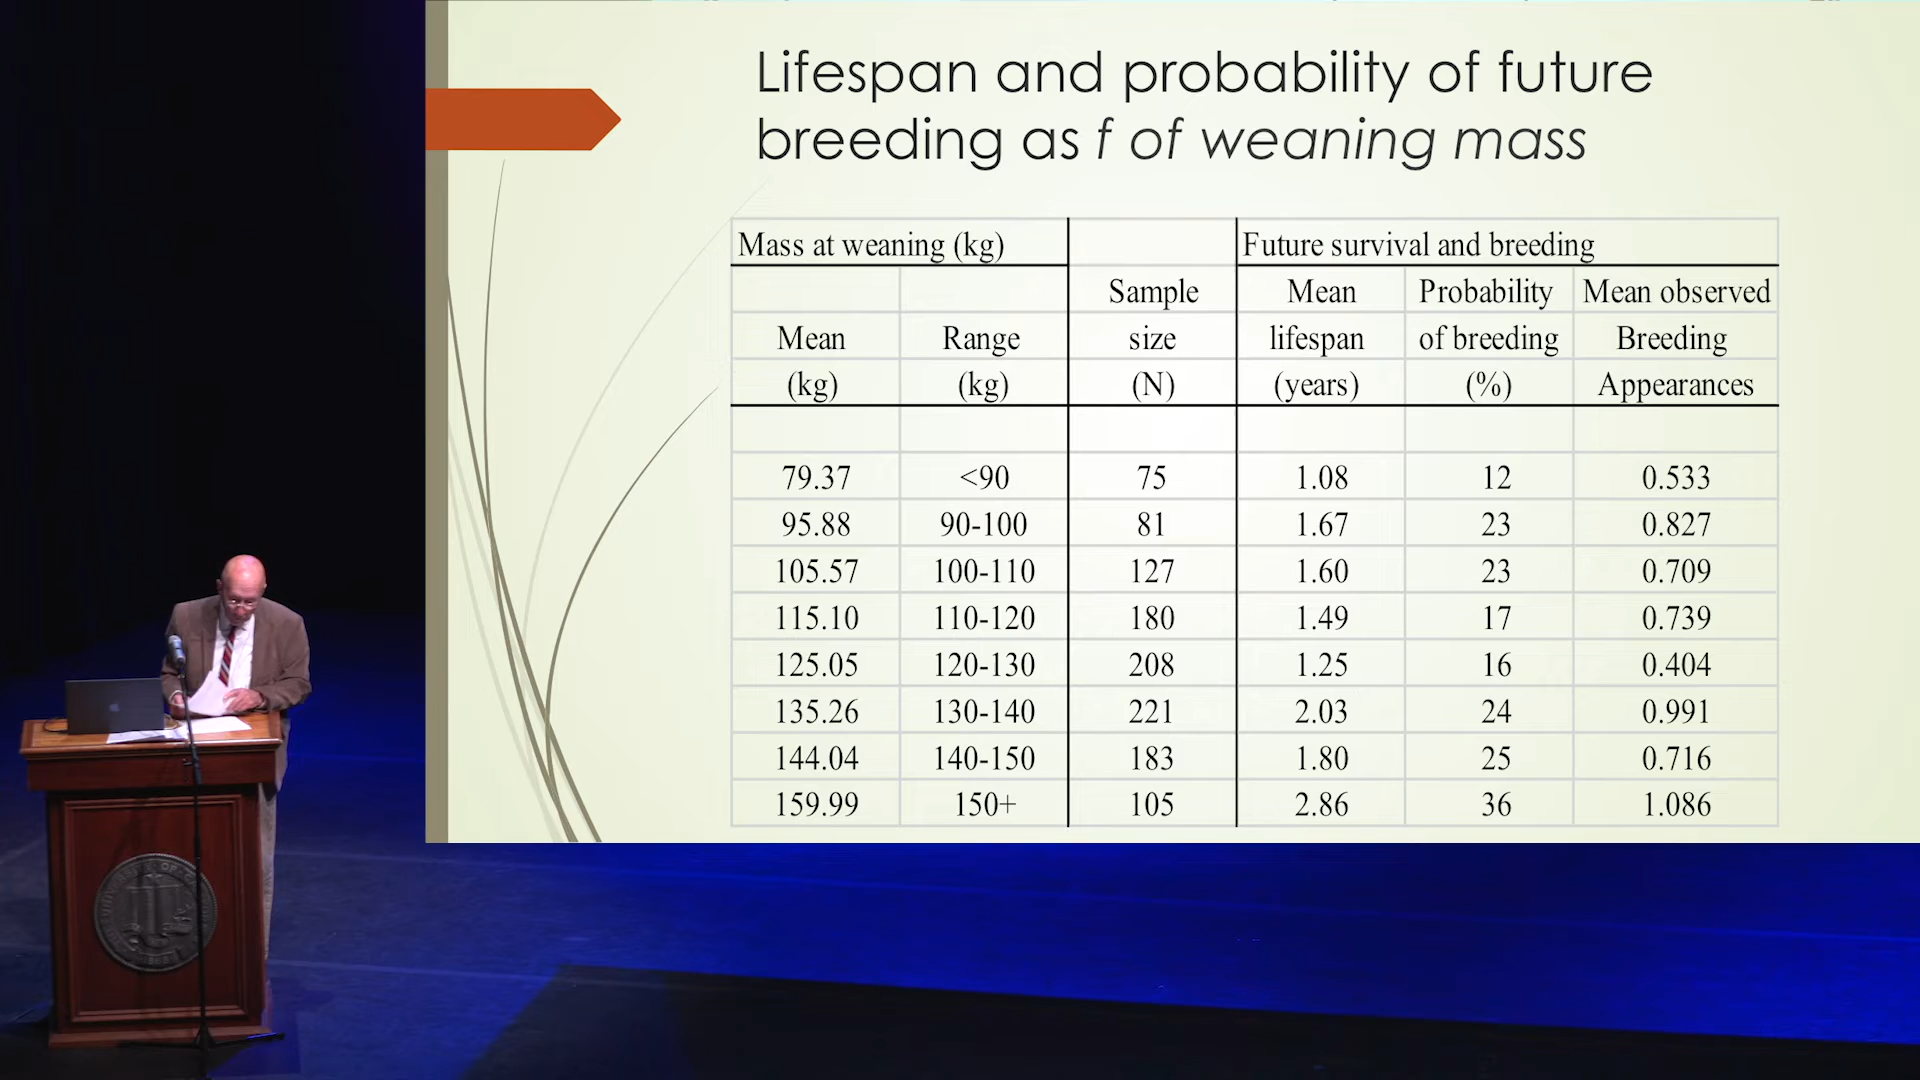 Lifespan and probability of future
breeding as f of weaning mass
Mass at weaning (kg) Future survival and breeding
Sample Mean Probability Mean observed
Mean Range size lifespan of breeding Breeding
(kg) (kg) (N) (years) (%) Appearances
79.37 <90 75 1.08 12 0.533
95.88 90-100 81 1.67 23 0.827
105.57 100-110 127 1.60 23 0.709
115.10 110-120 180 1.49 17 0.739
125.05 120-130 208 1.25 16 0.404
135.26 130-140 221 2.03 24 0.991
144.04 140-150 183 1.80 25 0.716
159.99 150+ 105 2.86 36 1.086